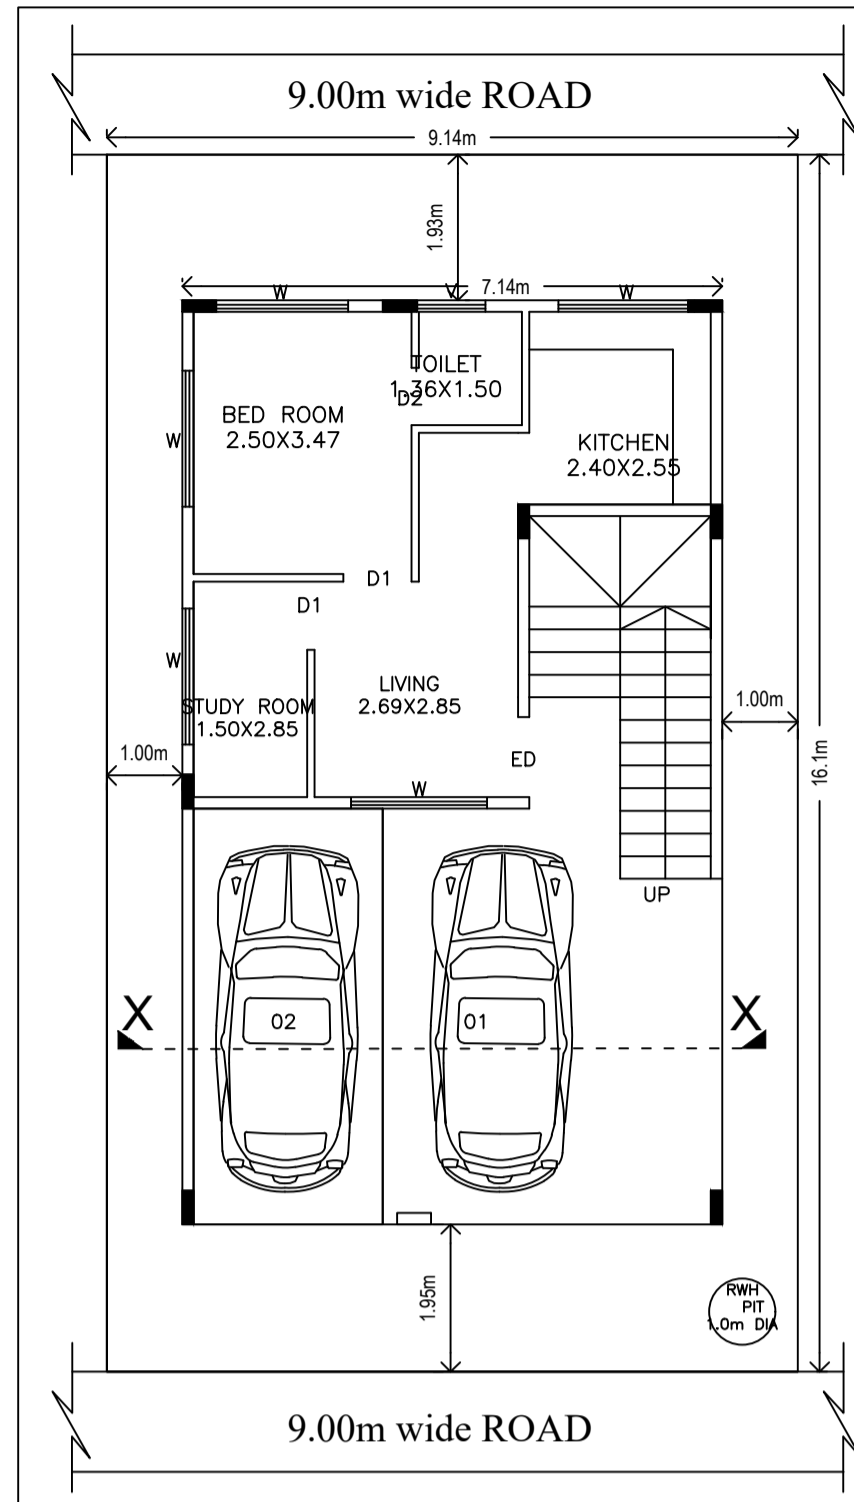 9.00m wide ROAD
9.14m
1.93m
7.14m
W
W
W
TOILET
1.36X1.50
D2
BED ROOM
2.50X3.47
W
KITCHEN
2.40X2.55
D1
D1
W
LIVING
2.69X2.85
STUDY ROOM
1.50X2.85
1.00m
1.00m
16.1m
ED
W
UP
X
X
02
01
1.95m
RWH
PIT
1.0m DIA
9.00m wide ROAD